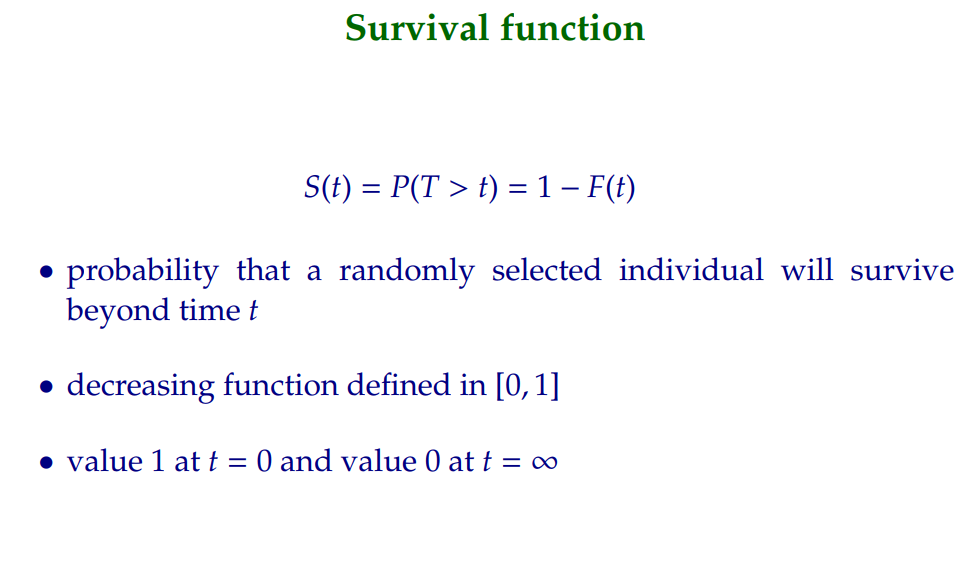 Survival function
S(t) = P(T > t) = 1 − F(t)
• probability that a randomly selected individual will survive
beyond time t
• decreasing function defined in [0, 1]
• value 1 at t = 0 and value 0 at t = ∞